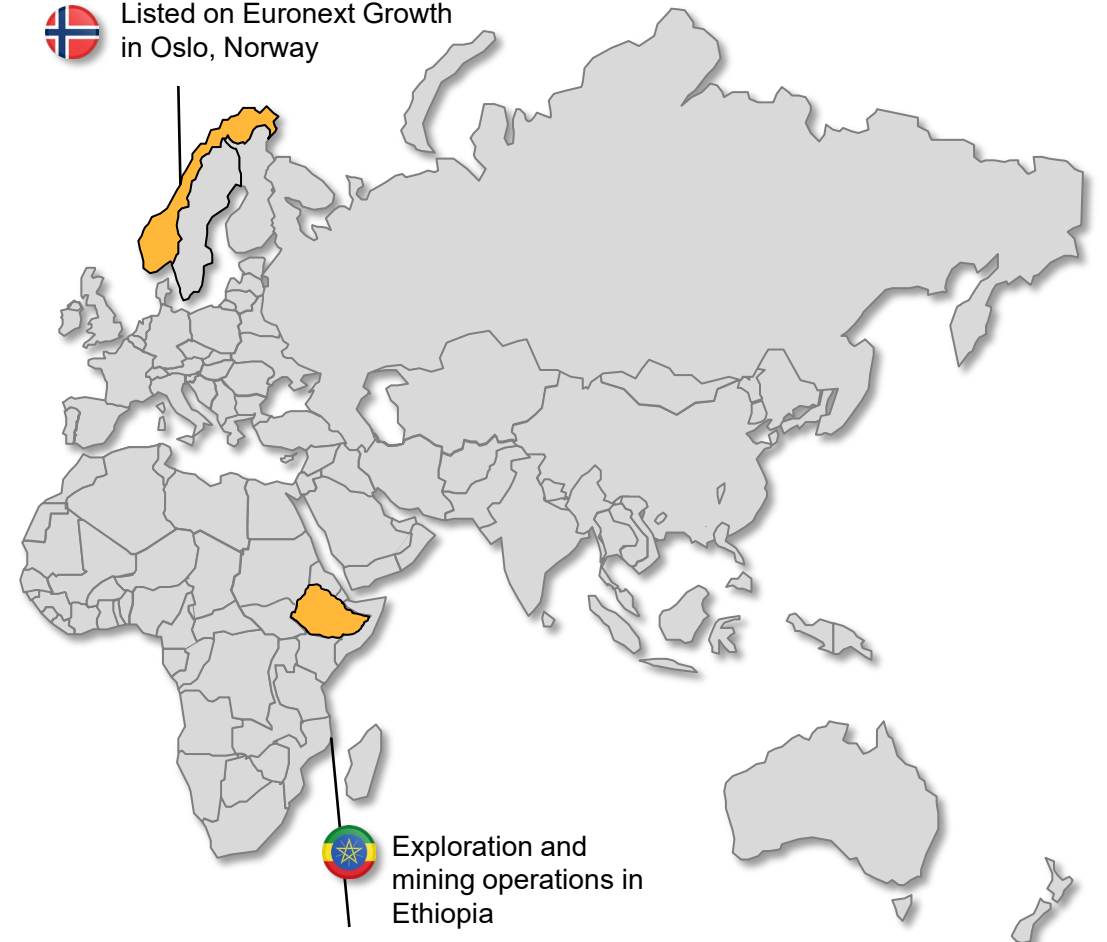 Listed on Euronext Growth
in Oslo, Norway
Exploration and
mining operations in
Ethiopia